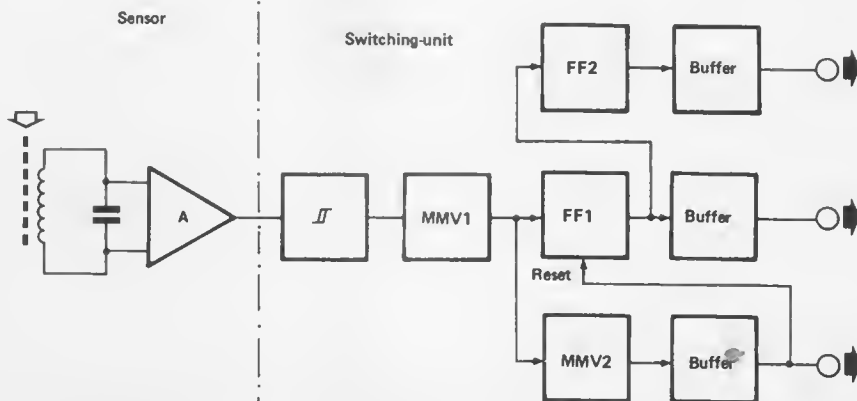 Sensor
Switching-unit
FF2
Buffer
A
MMV1
FF1
Buffer
Reset
MMV2
Buffer